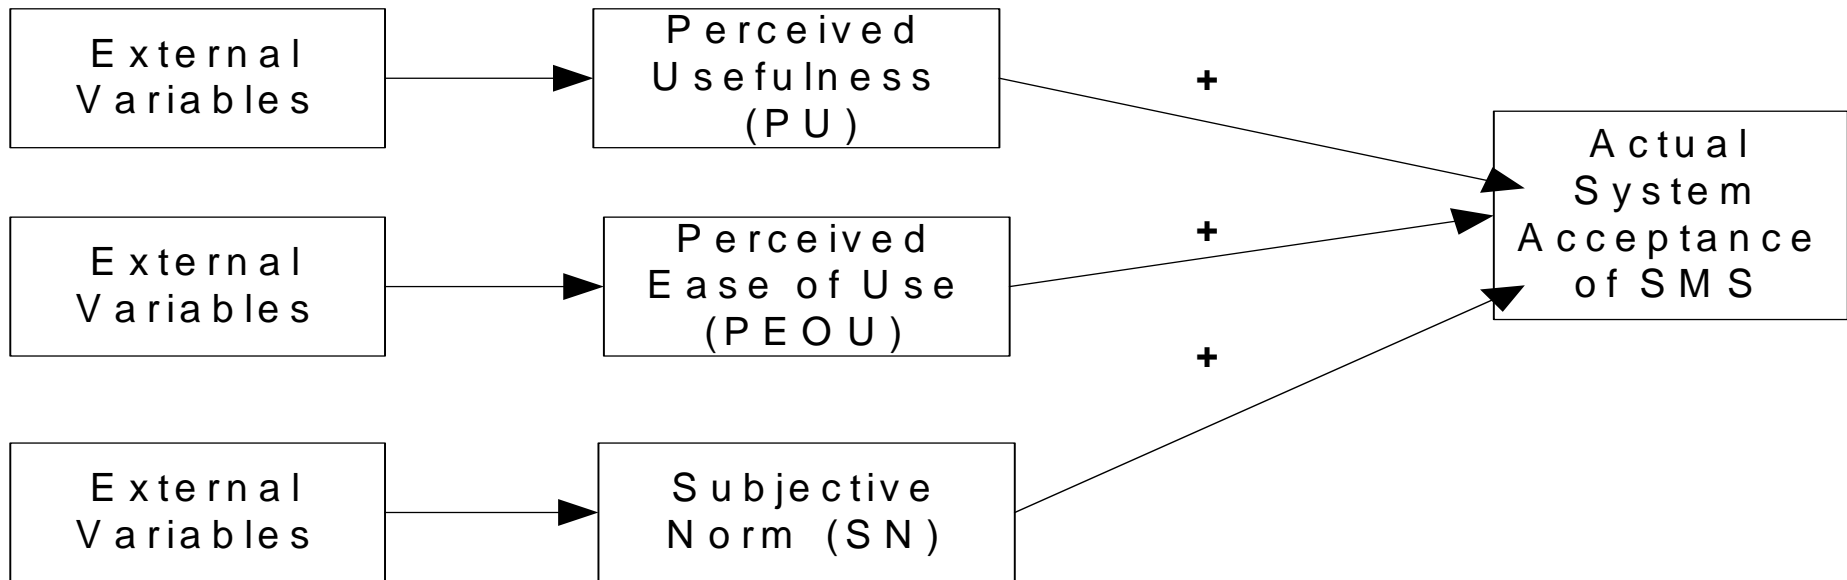 External
Variables
Perceived
Usefulness
(PU)
+
Actual
System
Acceptance
of SMS
External
Variables
Perceived
Ease of Use
(PEOU)
+
+
External
Variables
Subjective
Norm (SN)